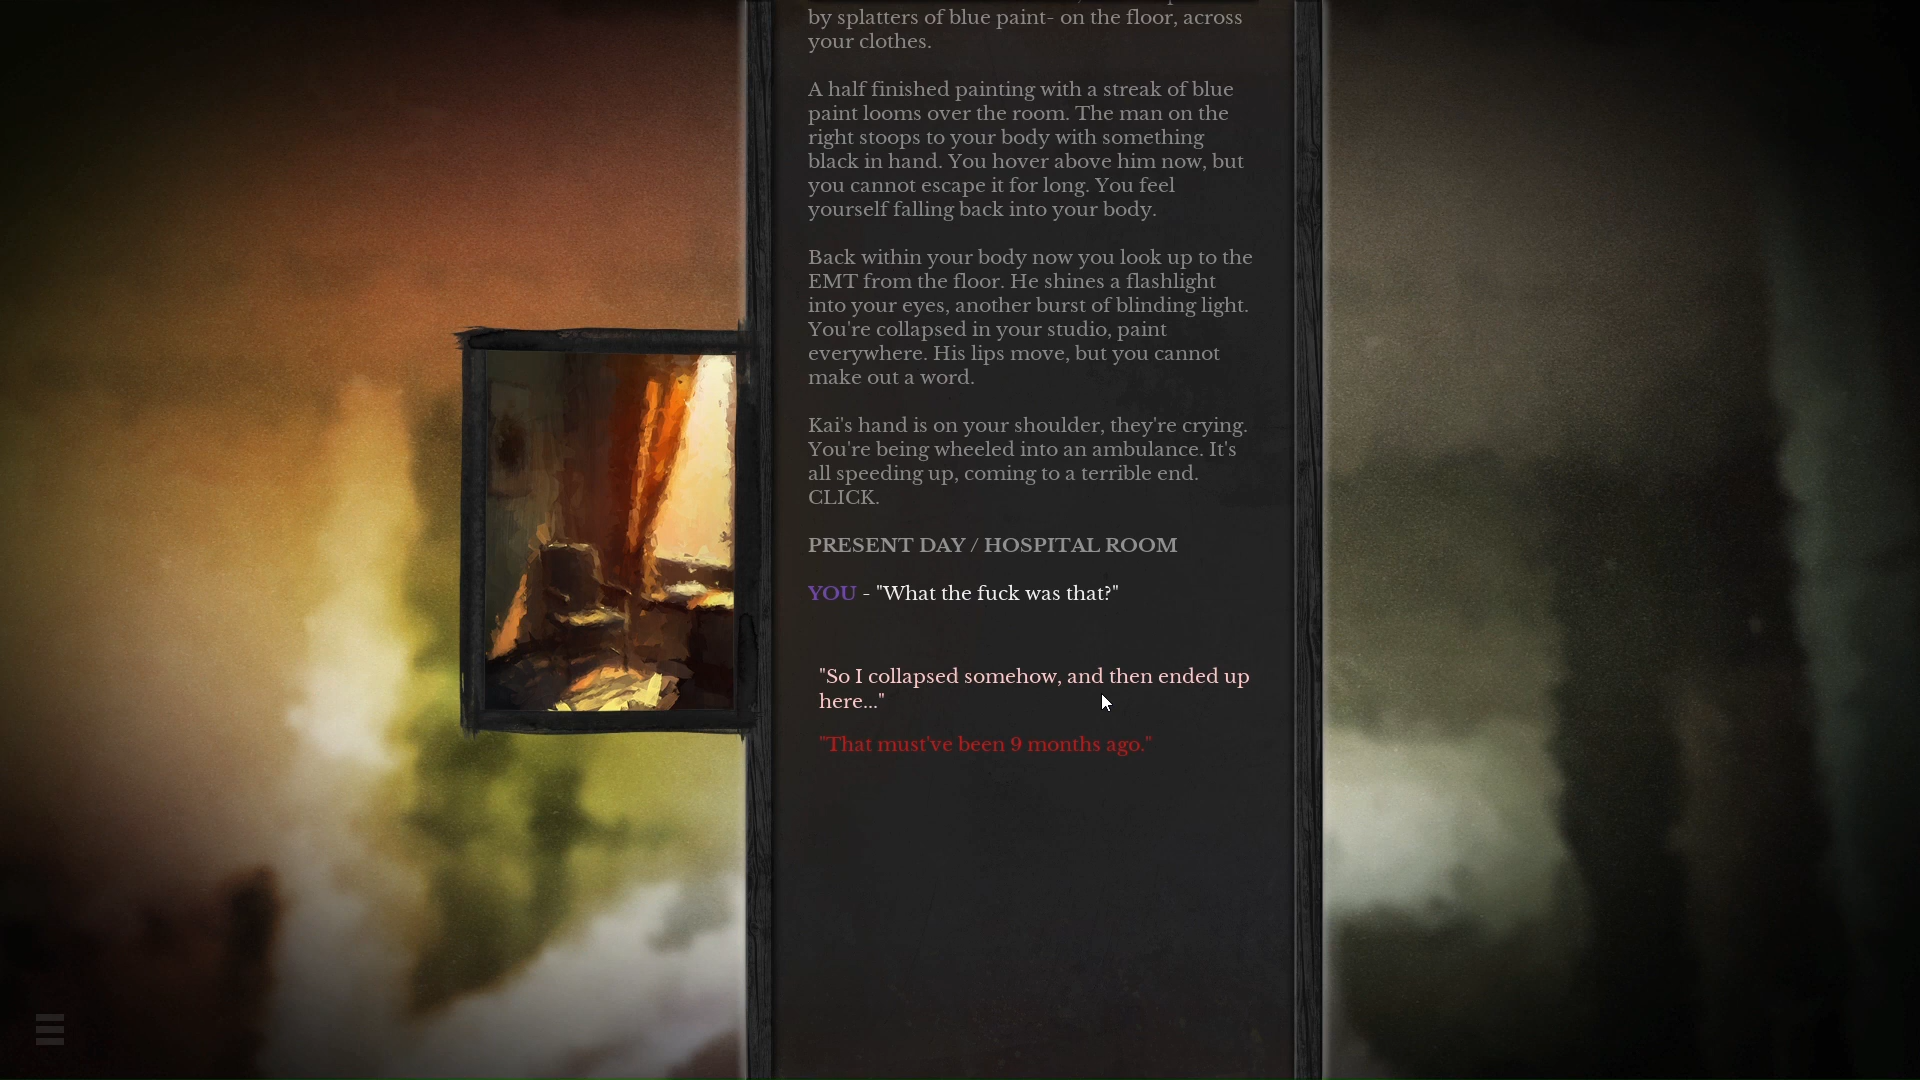 by splatters of blue paint- on the floor, across
your clothes.
A half finished painting with a streak of blue
paint looms over the room. The man on the
right stoops to your body with something
black in hand. You hover above him now, but
you cannot escape it for long. You feel
yourself falling back into your body.
Back within your body now you look up to the
EMT from the floor. He shines a flashlight
into your eyes, another burst of blinding light.
You're collapsed in your studio, paint
everywhere. His lips move, but you cannot
make out a word.
Kai's hand is on your shoulder, they're crying.
You're being wheeled into an ambulance. It's
all speeding up, coming to a terrible end.
CLICK.
PRESENT DAY / HOSPITAL ROOM
YOU - "What the fuck was that?"
"So I collapsed somehow, and then ended up
here..."
"That must've been 9 months ago."